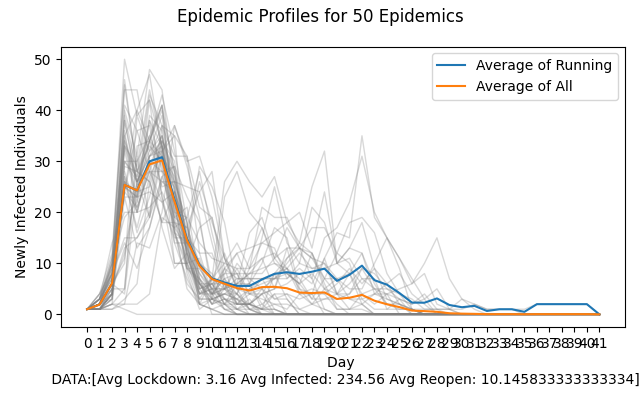 Epidemic Profiles for 50 Epidemics
Average of Running
Average of All
Newly Infected Individuals
50
40
30
20
10
0
0 1 2 3 4 5 6 7 8 9 10 11 12 13 14 15 16 17 18 19 20 21 22 23 24 25 26 27 28 29 30 31 32 33 34 35 36 37 38 39 40 41
Day
DATA:[Avg Lockdown: 3.16 Avg Infected: 234.56 Avg Reopen: 10.145833333333334]